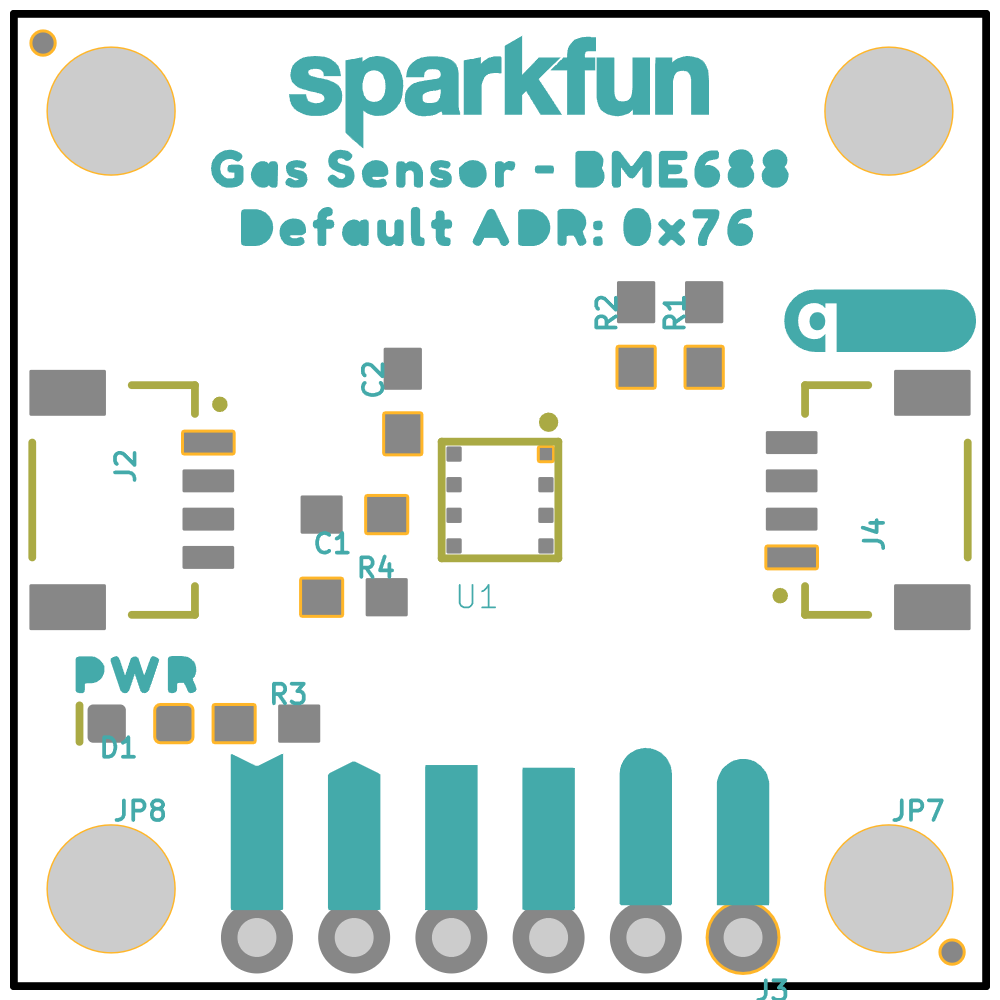 sparkfun
Gas Sensor - BME688
Default ADR: 0x76
R2
R1
q
C2
J2
J4
C1
R4
U1
PWR
R3
D1
JP8
JP7
J3